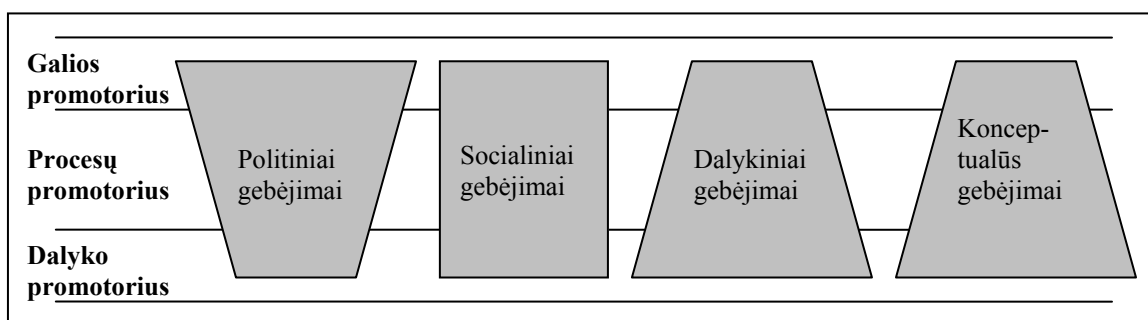 Galios
promotorius
Procesų
promotorius
Dalyko
promotorius
Politiniai
gebėjimai
Socialiniai
gebėjimai
Dalykiniai
gebėjimai
Koncep-
tualūs
gebėjimai